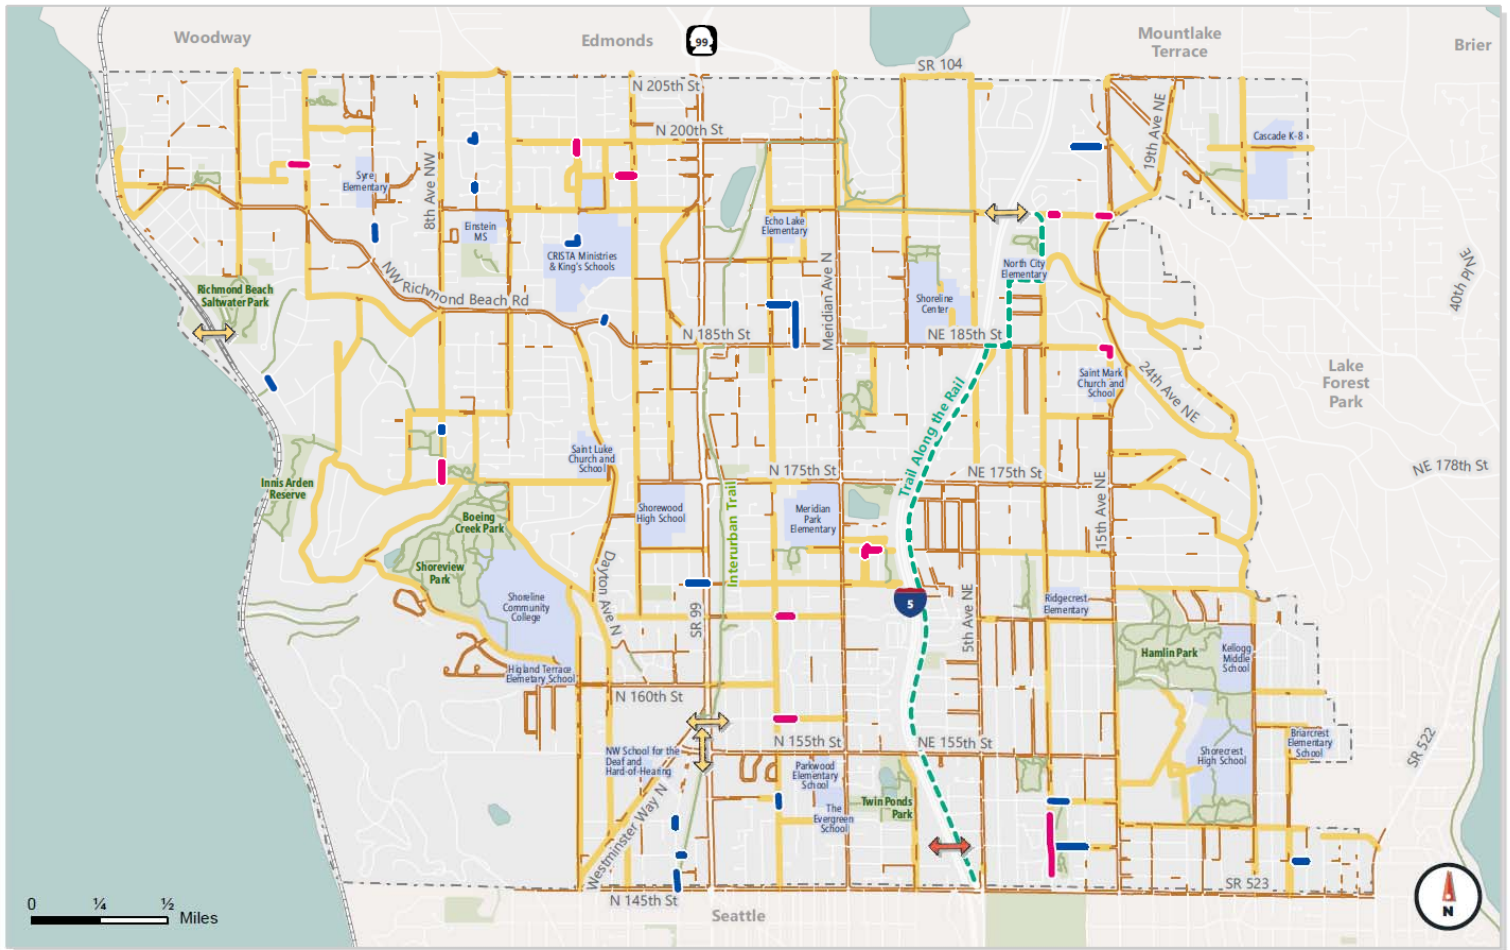 Woodway
Edmonds
99
Mountlake
Terrace
Brier
SR 104
N 205th St
N 200th St
19th Ave NE
Cascade K-8
Syre
Elementary
8th Ave NW
Einstein
MS
Echo Lake
Elementary
CRISTA Ministries
& King's Schools
Meridian Ave N
North City
Elementary
40th Pl NE
NW Richmond Beach Rd
Richmond Beach
Saltwater Park
Shoreline
Center
N 185th St
NE 185th St
Saint Mark
Church and
School
24th Ave NE
Lake
Forest
Park
Trail Along the Rail
Saint Luke
Church and
School
N 175th St
NE 175th St
NE 178th St
Innis Arden
Reserve
Interurban Trail
15th Ave NE
Shorewood
High School
Meridian
Park
Elementary
Boeing
Creek Park
Shoreview
Park
Dayton Ave N
Shoreline
Community
College
SR 99
5
5th Ave NE
Ridgecrest
Elementary
Hamlin Park
Kellogg
Middle
School
Higland Terrace
Elemetary School
N 160th St
NW School for the
Deaf and
Hard-of-Hearing
N 155th St
NE 155th St
Shorecrest
High School
Briarcrest
Elementary
School
SR 522
Parkwood
Elementary
School
Westminster Way N
The
Evergreen
School
Twin Ponds
Park
SR 523
N 145th St
Seattle
0 ¼ ½ Miles
N